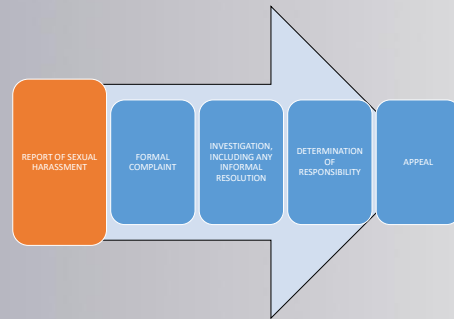 REPORT OF SEXUAL
HARASSMENT
FORMAL
COMPLAINT
INVESTIGATION,
INCLUDING ANY
INFORMAL
RESOLUTION
DETERMINATION
OF
RESPONSIBILITY
APPEAL